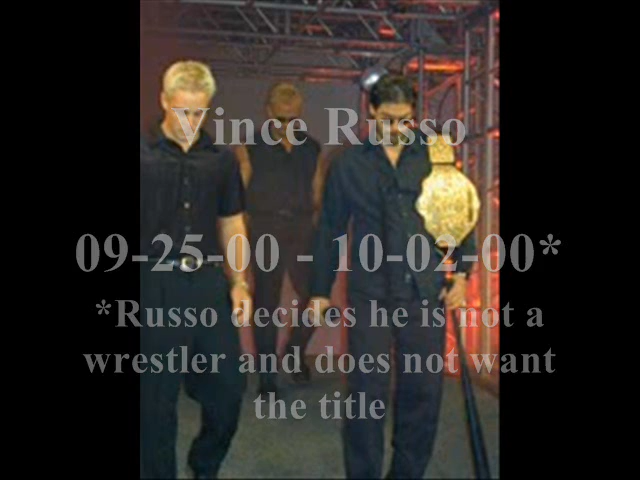 Vince Russo
09-25-00 - 10-02-00*
*Russo decides he is not a
wrestler and does not want
the title